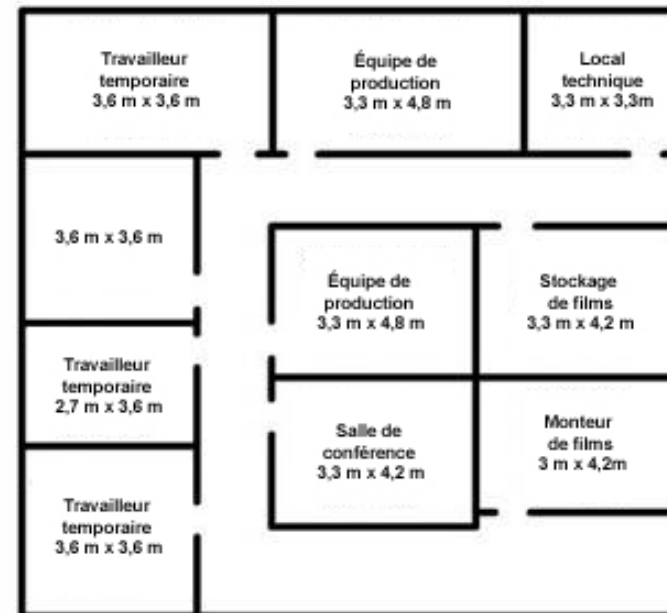 Travailleur
temporaire
3,6 m x 3,6 m
Équipe de
production
3,3 m x 4,8 m
Local
technique
3,3 m x 3,3m
3,6 m x 3,6 m
Équipe de
production
3,3 m x 4,8 m
Stockage
de films
3,3 m x 4,2 m
Travailleur
temporaire
2,7 m x 3,6 m
Salle de
conférence
3,3 m x 4,2 m
Monteur
de films
3 m x 4,2m
Travailleur
temporaire
3,6 m x 3,6 m